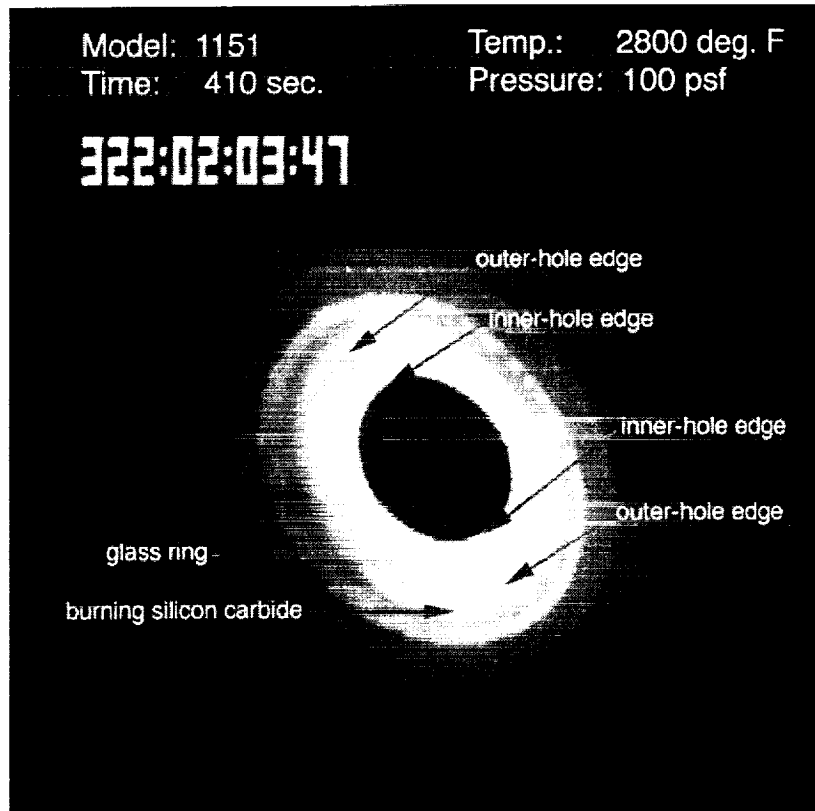 Model: 1151
Time: 410 sec.
Temp.: 2800 deg. F
Pressure: 100 psf
322:02:03:47
outer-hole edge
inner-hole edge
inner-hole edge
outer-hole edge
glass ring
burning silicon carbide